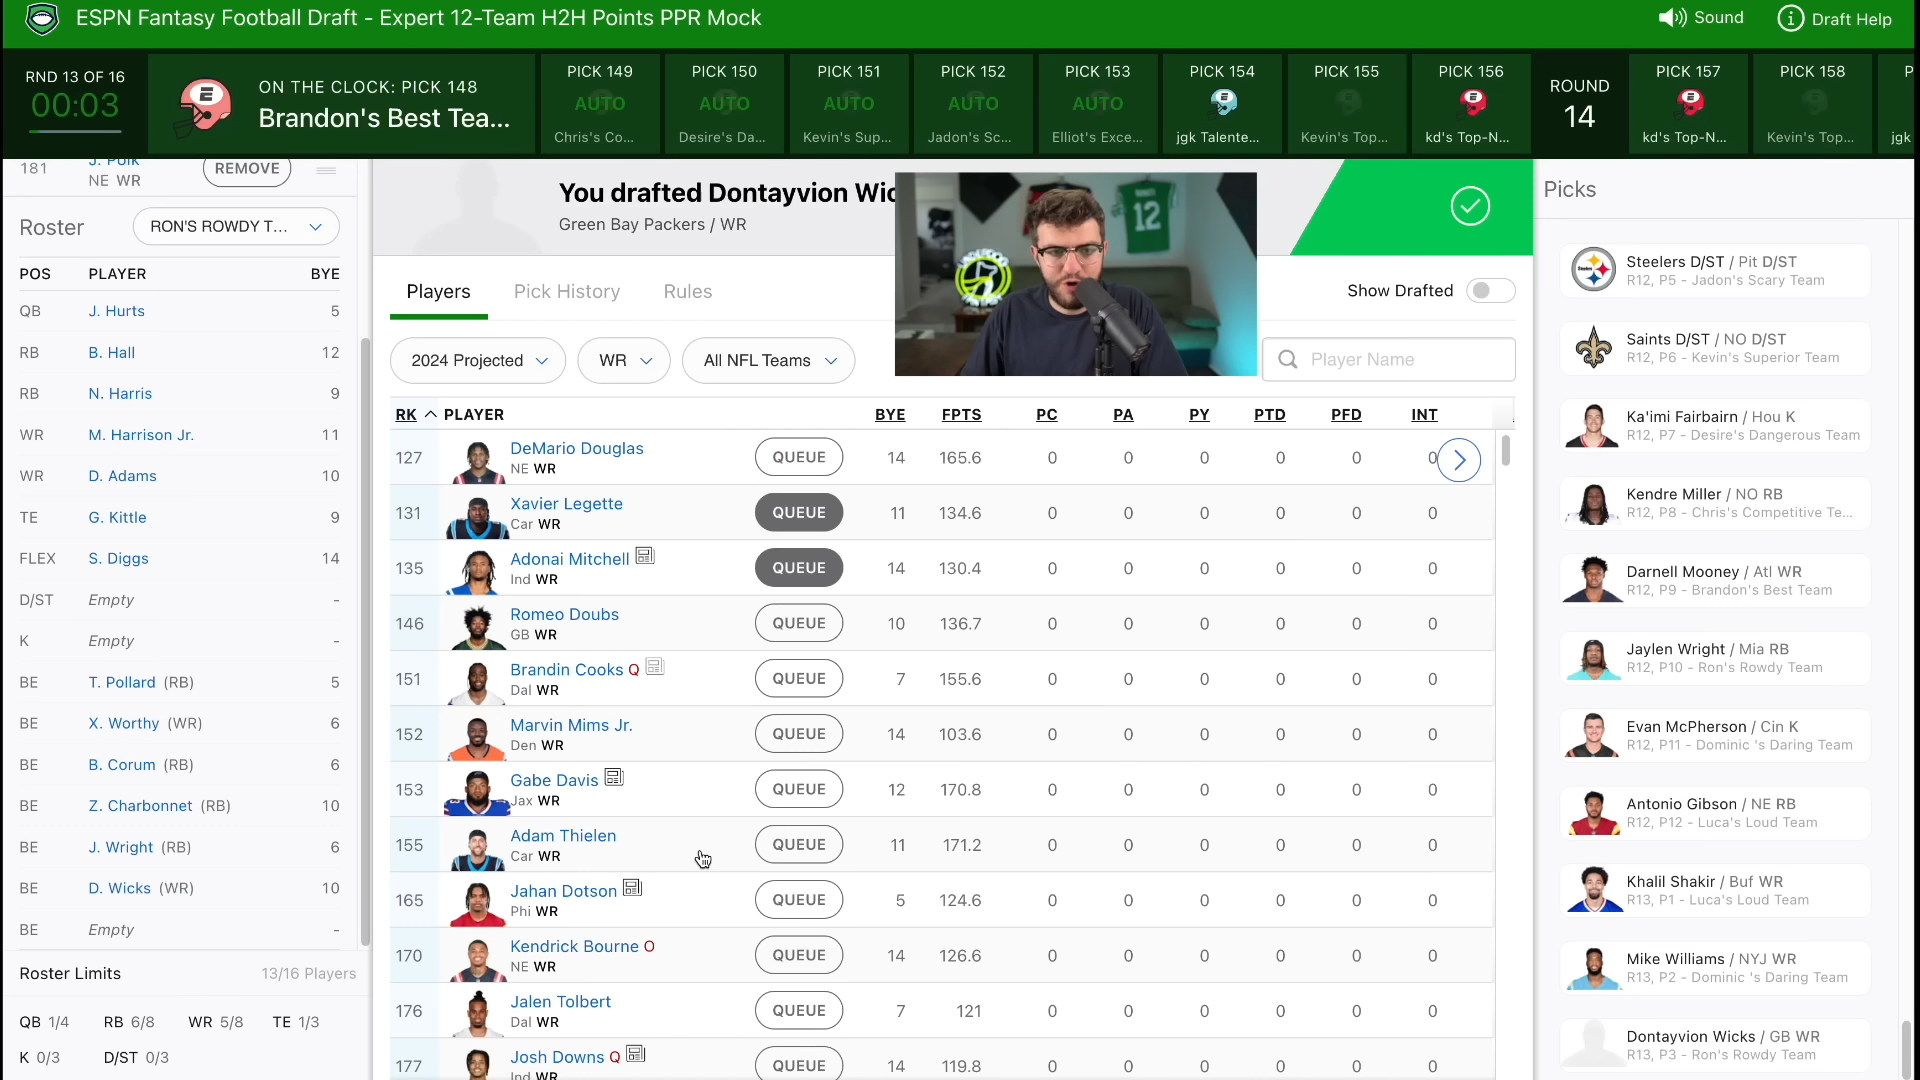 ESPN Fantasy Football Draft - Expert 12-Team H2H Points PPR Mock
Sound
Draft Help
RND 13 OF 16
00:03
ON THE CLOCK: PICK 148
Brandon's Best Tea...
PICK 149
AUTO
Chris's Co...
PICK 150
AUTO
Desire's Da...
PICK 151
AUTO
Kevin's Sup...
PICK 152
AUTO
Jadon's Sc...
PICK 153
AUTO
Elliot's Exce...
PICK 154
jgk Talente...
PICK 155
Kevin's Top...
PICK 156
kd's Top-N...
ROUND
14
PICK 157
kd's Top-N...
PICK 158
Kevin's Top...
P
jgk
181
J. Polk
NE WR
REMOVE
Roster
RON'S ROWDY T...
POS PLAYER BYE
QB J. Hurts 5
RB B. Hall 12
RB N. Harris 9
WR M. Harrison Jr. 11
WR D. Adams 10
TE G. Kittle 9
FLEX S. Diggs 14
D/ST Empty -
K Empty -
BE T. Pollard (RB) 5
BE X. Worthy (WR) 6
BE B. Corum (RB) 6
BE Z. Charbonnet (RB) 10
BE J. Wright (RB) 6
BE D. Wicks (WR) 10
BE Empty -
Roster Limits 13/16 Players
QB 1/4 RB 6/8 WR 5/8 TE 1/3
K 0/3 D/ST 0/3
You drafted Dontayvion Wic
Green Bay Packers / WR
12
Players
Pick History
Rules
Show Drafted
2024 Projected
WR
All NFL Teams
Player Name
RK PLAYER BYE FPTS PC PA PY PTD PFD INT
127 DeMario Douglas QUEUE 14 165.6 0 0 0 0 0 0
NE WR
131 Xavier Legette QUEUE 11 134.6 0 0 0 0 0 0
Car WR
135 Adonai Mitchell QUEUE 14 130.4 0 0 0 0 0 0
Ind WR
146 Romeo Doubs QUEUE 10 136.7 0 0 0 0 0 0
GB WR
151 Brandin Cooks Q QUEUE 7 155.6 0 0 0 0 0 0
Dal WR
152 Marvin Mims Jr. QUEUE 14 103.6 0 0 0 0 0 0
Den WR
153 Gabe Davis QUEUE 12 170.8 0 0 0 0 0 0
Jax WR
155 Adam Thielen QUEUE 11 171.2 0 0 0 0 0 0
Car WR
165 Jahan Dotson QUEUE 5 124.6 0 0 0 0 0 0
Phi WR
170 Kendrick Bourne O QUEUE 14 126.6 0 0 0 0 0 0
NE WR
176 Jalen Tolbert QUEUE 7 121 0 0 0 0 0 0
Dal WR
177 Josh Downs Q QUEUE 14 119.8 0 0 0 0 0 0
Ind WR
Picks
Steelers D/ST / Pit D/ST
R12, P5 - Jadon's Scary Team
Saints D/ST / NO D/ST
R12, P6 - Kevin's Superior Team
Ka'imi Fairbairn / Hou K
R12, P7 - Desire's Dangerous Team
Kendre Miller / NO RB
R12, P8 - Chris's Competitive Te...
Darnell Mooney / Atl WR
R12, P9 - Brandon's Best Team
Jaylen Wright / Mia RB
R12, P10 - Ron's Rowdy Team
Evan McPherson / Cin K
R12, P11 - Dominic 's Daring Team
Antonio Gibson / NE RB
R12, P12 - Luca's Loud Team
Khalil Shakir / Buf WR
R13, P1 - Luca's Loud Team
Mike Williams / NYJ WR
R13, P2 - Dominic 's Daring Team
Dontayvion Wicks / GB WR
R13, P3 - Ron's Rowdy Team